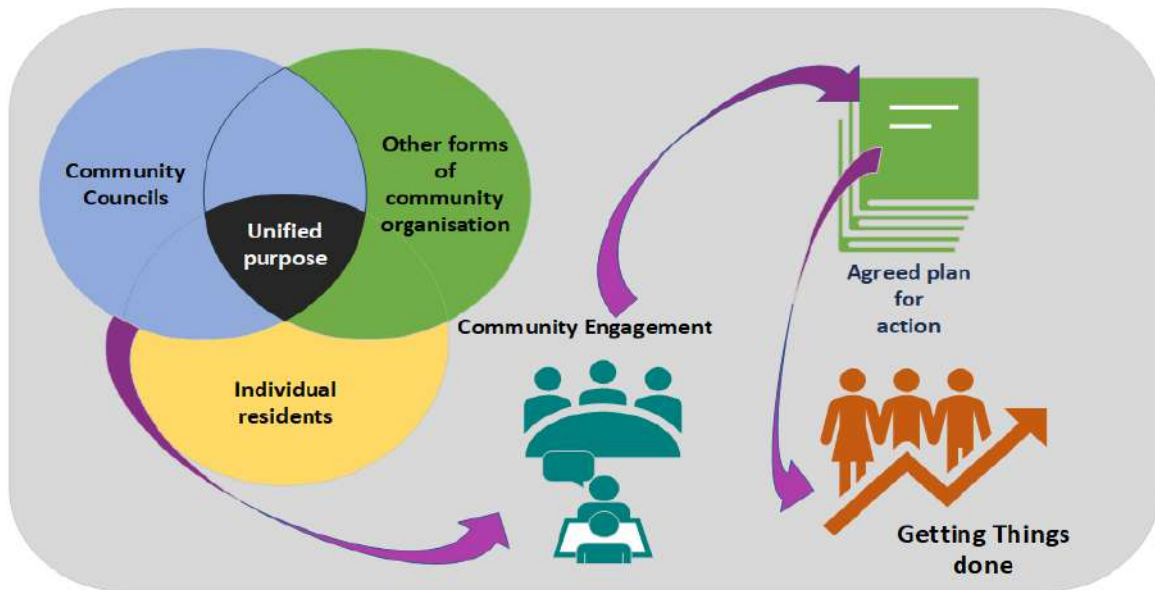 Community
Councils
Other forms
of
community
organisation
Unified
purpose
Individual
residents
Community Engagement
Agreed plan
for
action
Getting Things
done